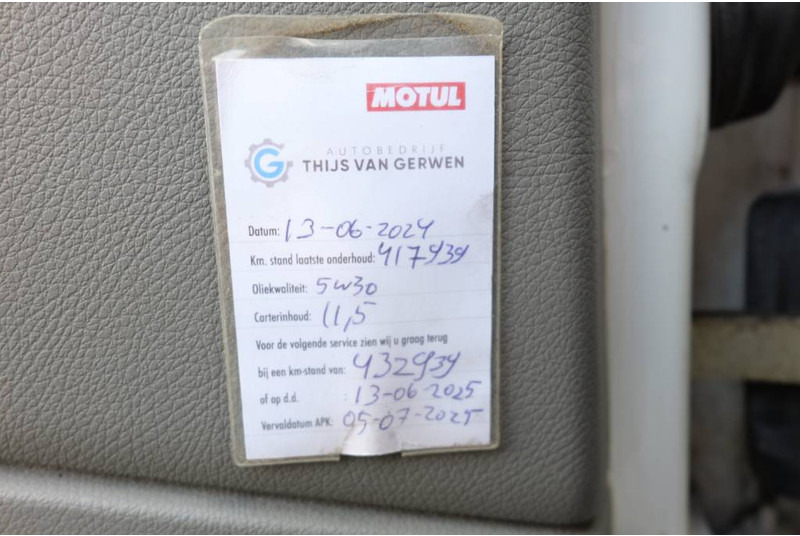 MOTUL
G
AUTOBEDRIJF
THIJS VAN GERWEN
Datum: 13-06-2024
Km. stand laatste onderhoud: 417939
Oliekwaliteit: 5w30
Carterinhoud: 11,5
Voor de volgende service zien wij u graag terug
bij een km-stand van: 432939
of op d.d. : 13-06-2025
Vervaldatum APK: 05-07-2025